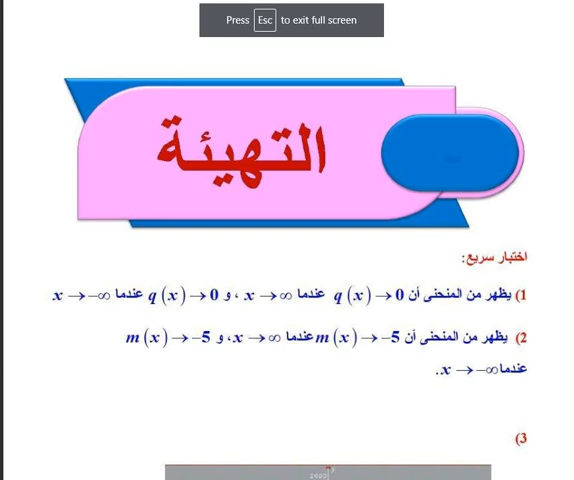 Press Esc to exit full screen
التهيئة
اختبار سريع:
1) يظهر من المنحنى أن q(x)→0 عندما x→∞ ، و q(x)→0 عندما x→−∞
2) يظهر من المنحنى أن m(x)→−5 عندما x→∞، و m(x)→−5
عندما x→−∞.
3)